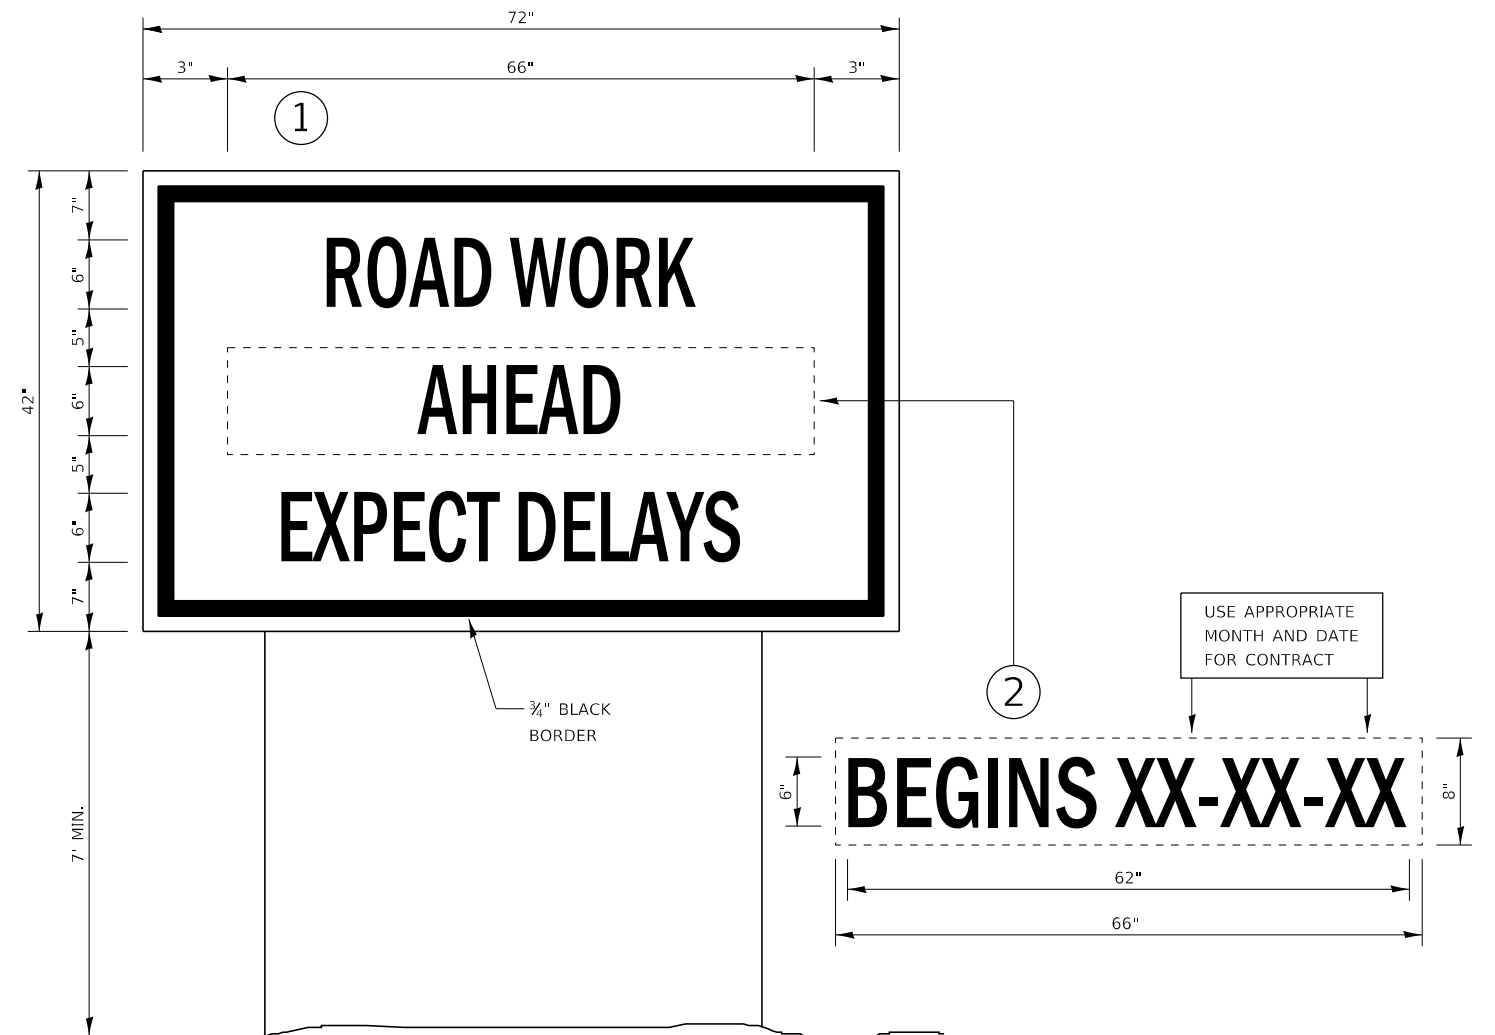 72"
3" 66" 3"
1
7"
6"
5"
6"
5"
6"
7"
42"
ROAD WORK
AHEAD
EXPECT DELAYS
¾" BLACK
BORDER
7' MIN.
2
USE APPROPRIATE
MONTH AND DATE
FOR CONTRACT
6"
BEGINS XX-XX-XX
8"
62"
66"